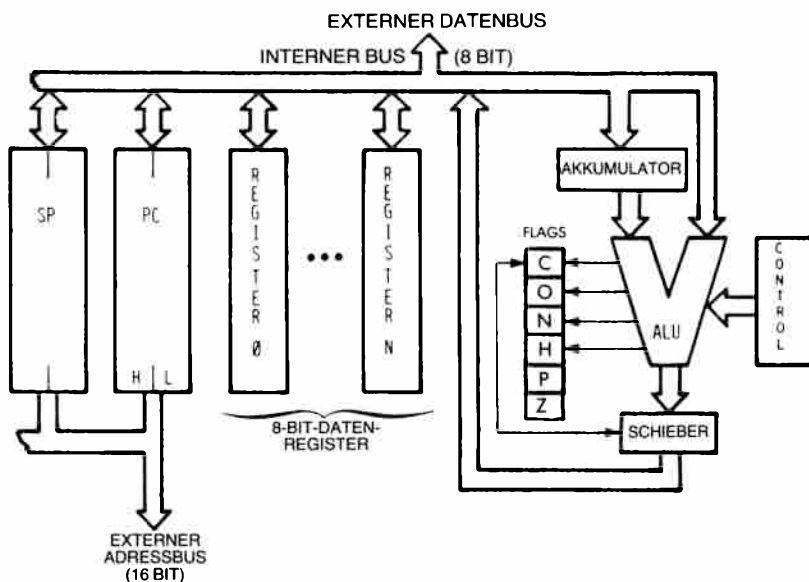 EXTERNER DATENBUS
INTERNER BUS (8 BIT)
SP
PC
H L
REGISTER Ø
•••
REGISTER N
8-BIT-DATEN-
REGISTER
AKKUMULATOR
FLAGS
C
O
N
H
P
Z
ALU
CONTROL
SCHIEBER
EXTERNER
ADRESSBUS
(16 BIT)